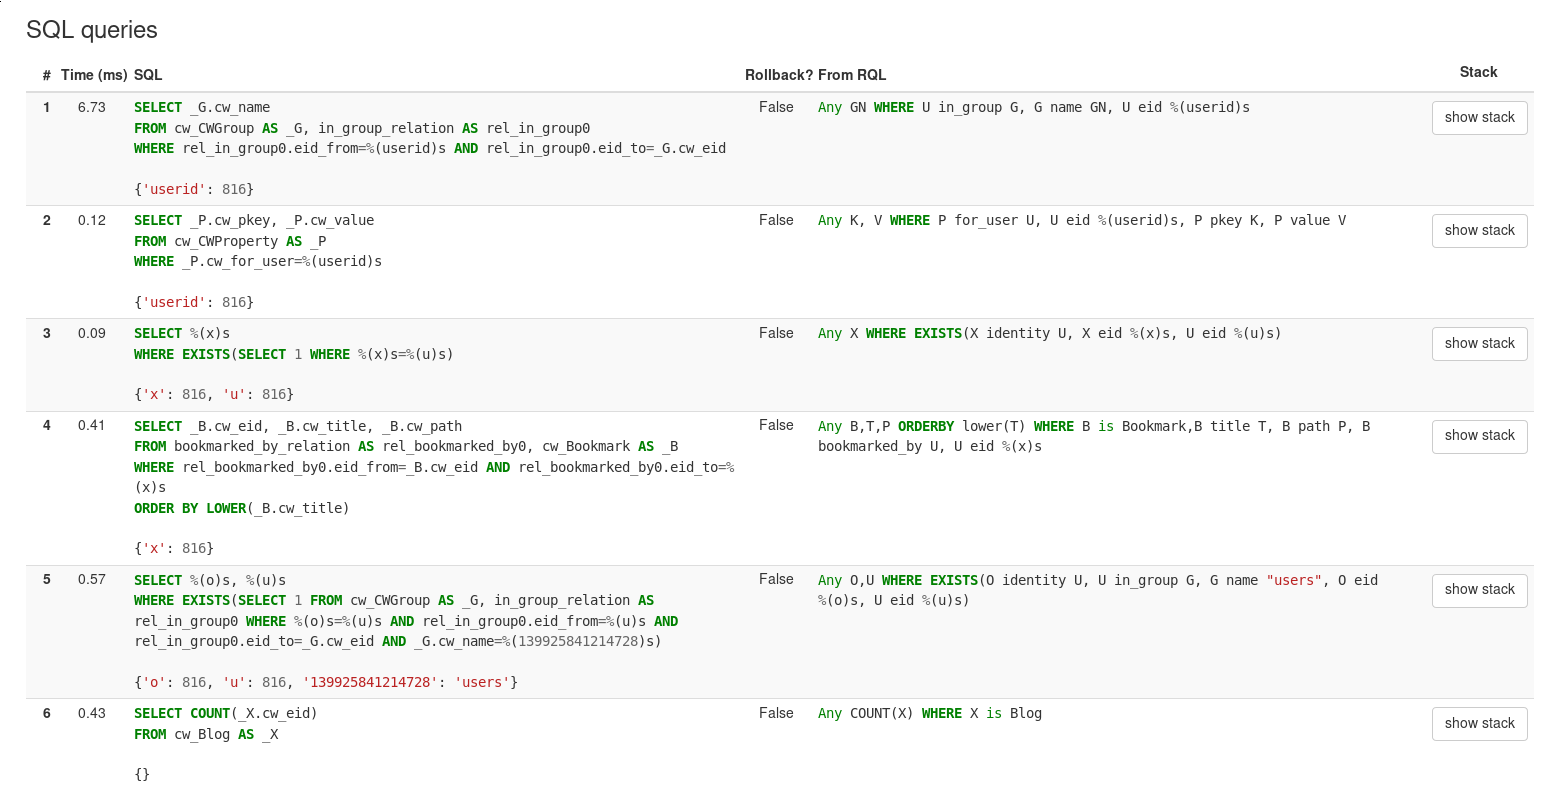 SQL queries
# Time (ms) SQL Rollback? From RQL Stack
1 6.73 SELECT _G.cw_name False Any GN WHERE U in_group G, G name GN, U eid %(userid)s show stack
FROM cw_CWGroup AS _G, in_group_relation AS rel_in_group0
WHERE rel_in_group0.eid_from=%(userid)s AND rel_in_group0.eid_to=_G.cw_eid
{'userid': 816}
2 0.12 SELECT _P.cw_pkey, _P.cw_value False Any K, V WHERE P for_user U, U eid %(userid)s, P pkey K, P value V show stack
FROM cw_CWProperty AS _P
WHERE _P.cw_for_user=%(userid)s
{'userid': 816}
3 0.09 SELECT %(x)s False Any X WHERE EXISTS(X identity U, X eid %(x)s, U eid %(u)s) show stack
WHERE EXISTS(SELECT 1 WHERE %(x)s=%(u)s)
{'x': 816, 'u': 816}
4 0.41 SELECT _B.cw_eid, _B.cw_title, _B.cw_path False Any B,T,P ORDERBY lower(T) WHERE B is Bookmark,B title T, B path P, B show stack
FROM bookmarked_by_relation AS rel_bookmarked_by0, cw_Bookmark AS _B bookmarked_by U, U eid %(x)s
WHERE rel_bookmarked_by0.eid_from=_B.cw_eid AND rel_bookmarked_by0.eid_to=%
(x)s
ORDER BY LOWER(_B.cw_title)
{'x': 816}
5 0.57 SELECT %(o)s, %(u)s False Any O,U WHERE EXISTS(O identity U, U in_group G, G name "users", O eid show stack
WHERE EXISTS(SELECT 1 FROM cw_CWGroup AS _G, in_group_relation AS %(o)s, U eid %(u)s)
rel_in_group0 WHERE %(o)s=%(u)s AND rel_in_group0.eid_from=%(u)s AND
rel_in_group0.eid_to=_G.cw_eid AND _G.cw_name=%(139925841214728)s)
{'o': 816, 'u': 816, '139925841214728': 'users'}
6 0.43 SELECT COUNT(_X.cw_eid) False Any COUNT(X) WHERE X is Blog show stack
FROM cw_Blog AS _X
{}